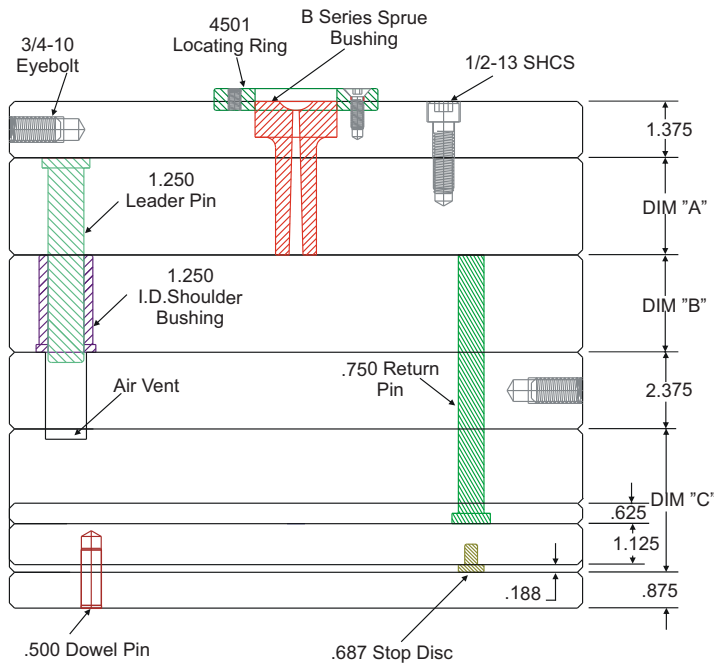 B Series Sprue
Bushing
4501
Locating Ring
3/4-10
Eyebolt
1/2-13 SHCS
1.375
1.250
Leader Pin
DIM "A"
1.250
I.D.Shoulder
Bushing
DIM "B"
.750 Return
Pin
Air Vent
2.375
DIM "C"
.625
1.125
.188
.875
.500 Dowel Pin
.687 Stop Disc